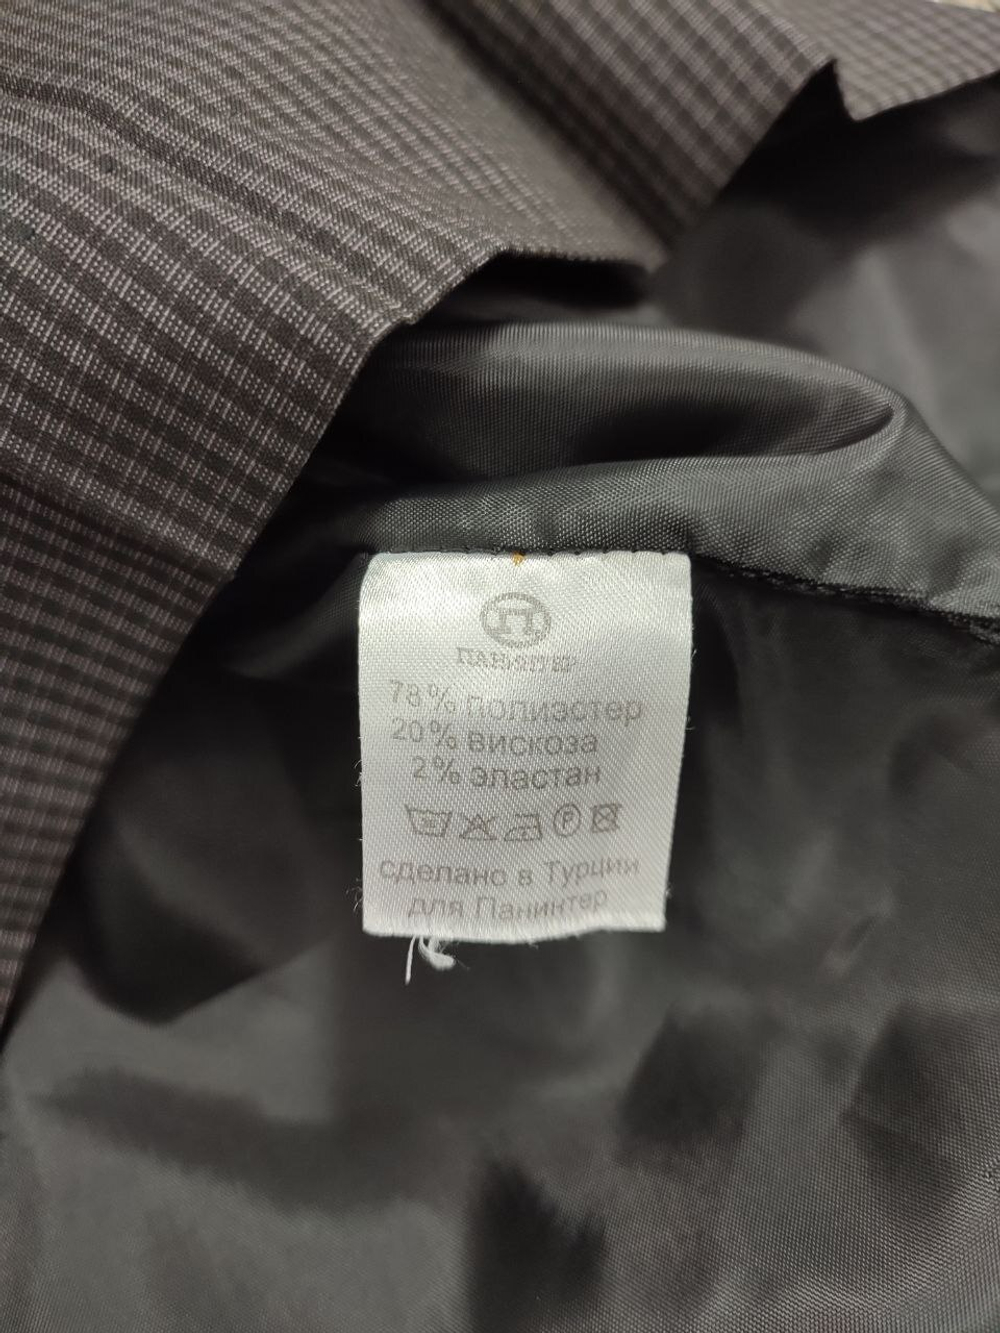 П
ПАНИНТЕР
78% полиэстер
20% вискоза
2% эластан
P
сделано в Турции
для Панинтер